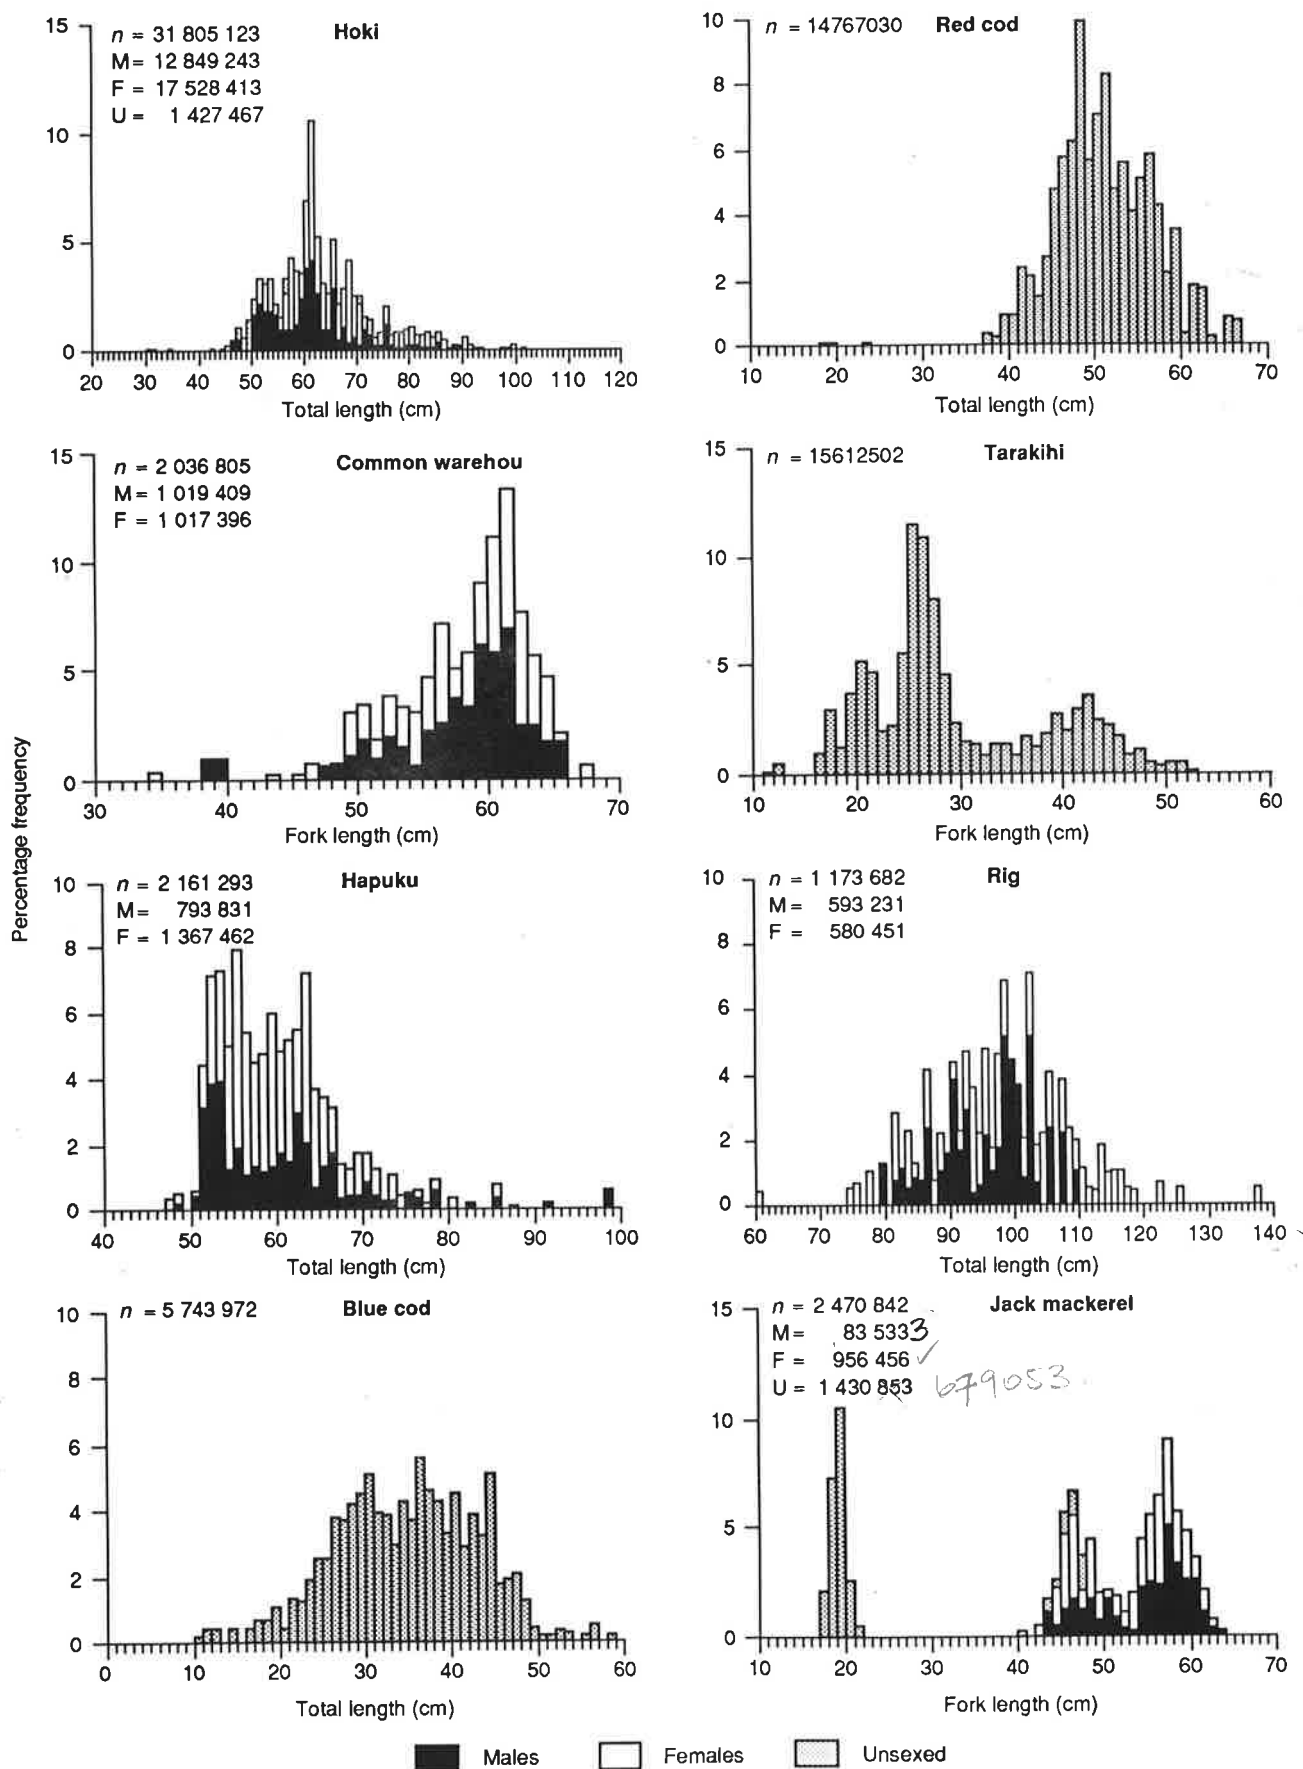 Hoki
n = 31 805 123
M = 12 849 243
F = 17 528 413
U = 1 427 467
15
10
5
0
20 30 40 50 60 70 80 90 100 110 120
Total length (cm)
Red cod
n = 14767030
10
8
6
4
2
0
10 20 30 40 50 60 70
Total length (cm)
Common warehou
n = 2 036 805
M = 1 019 409
F = 1 017 396
15
10
5
0
30 40 50 60 70
Fork length (cm)
Tarakihi
n = 15612502
15
10
5
0
10 20 30 40 50 60
Fork length (cm)
Percentage frequency
Hapuku
n = 2 161 293
M = 793 831
F = 1 367 462
10
8
6
4
2
0
40 50 60 70 80 90 100
Total length (cm)
Rig
n = 1 173 682
M = 593 231
F = 580 451
10
8
6
4
2
0
60 70 80 90 100 110 120 130 140
Total length (cm)
Blue cod
n = 5 743 972
10
8
6
4
2
0
0 10 20 30 40 50 60
Total length (cm)
Jack mackerel
n = 2 470 842
M = 83 5333
F = 956 456 ✓
U = 1 430 853 679053
15
10
5
0
10 20 30 40 50 60 70
Fork length (cm)
Males Females Unsexed